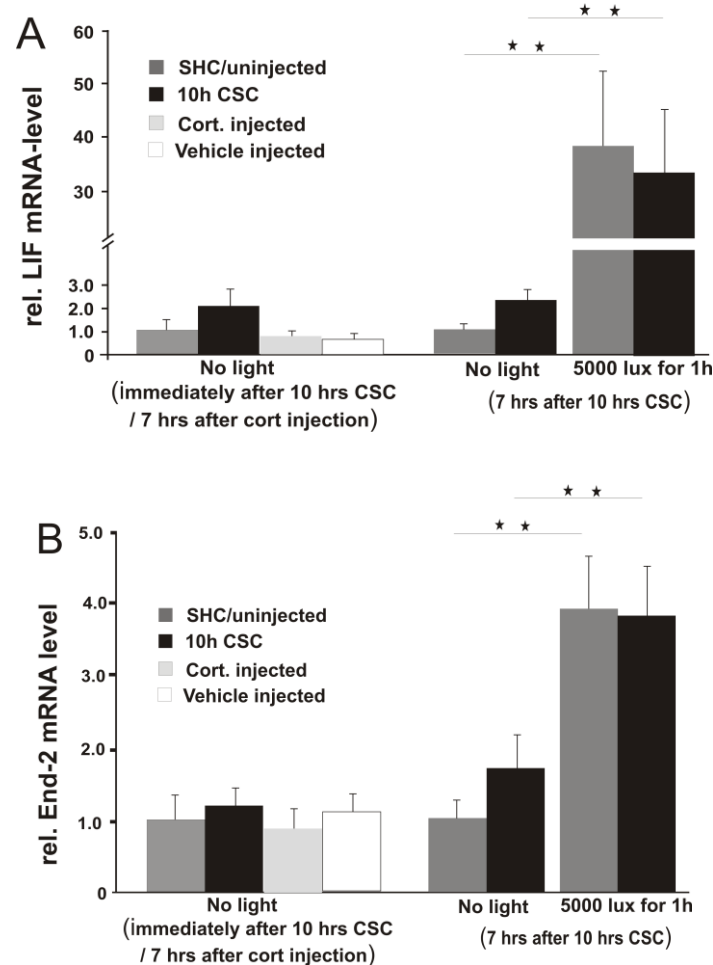 A
rel. LIF mRNA-level
60
50
40
30
3.0
2.0
1.0
0
SHC/uninjected
10h CSC
Cort. injected
Vehicle injected
★ ★
★ ★
No light
(immediately after 10 hrs CSC
/ 7 hrs after cort injection)
No light
5000 lux for 1h
(7 hrs after 10 hrs CSC)
B
rel. End-2 mRNA level
5.0
4.0
3.0
2.0
1.0
0
SHC/uninjected
10h CSC
Cort. injected
Vehicle injected
★ ★
★ ★
No light
(immediately after 10 hrs CSC
/ 7 hrs after cort injection)
No light
5000 lux for 1h
(7 hrs after 10 hrs CSC)